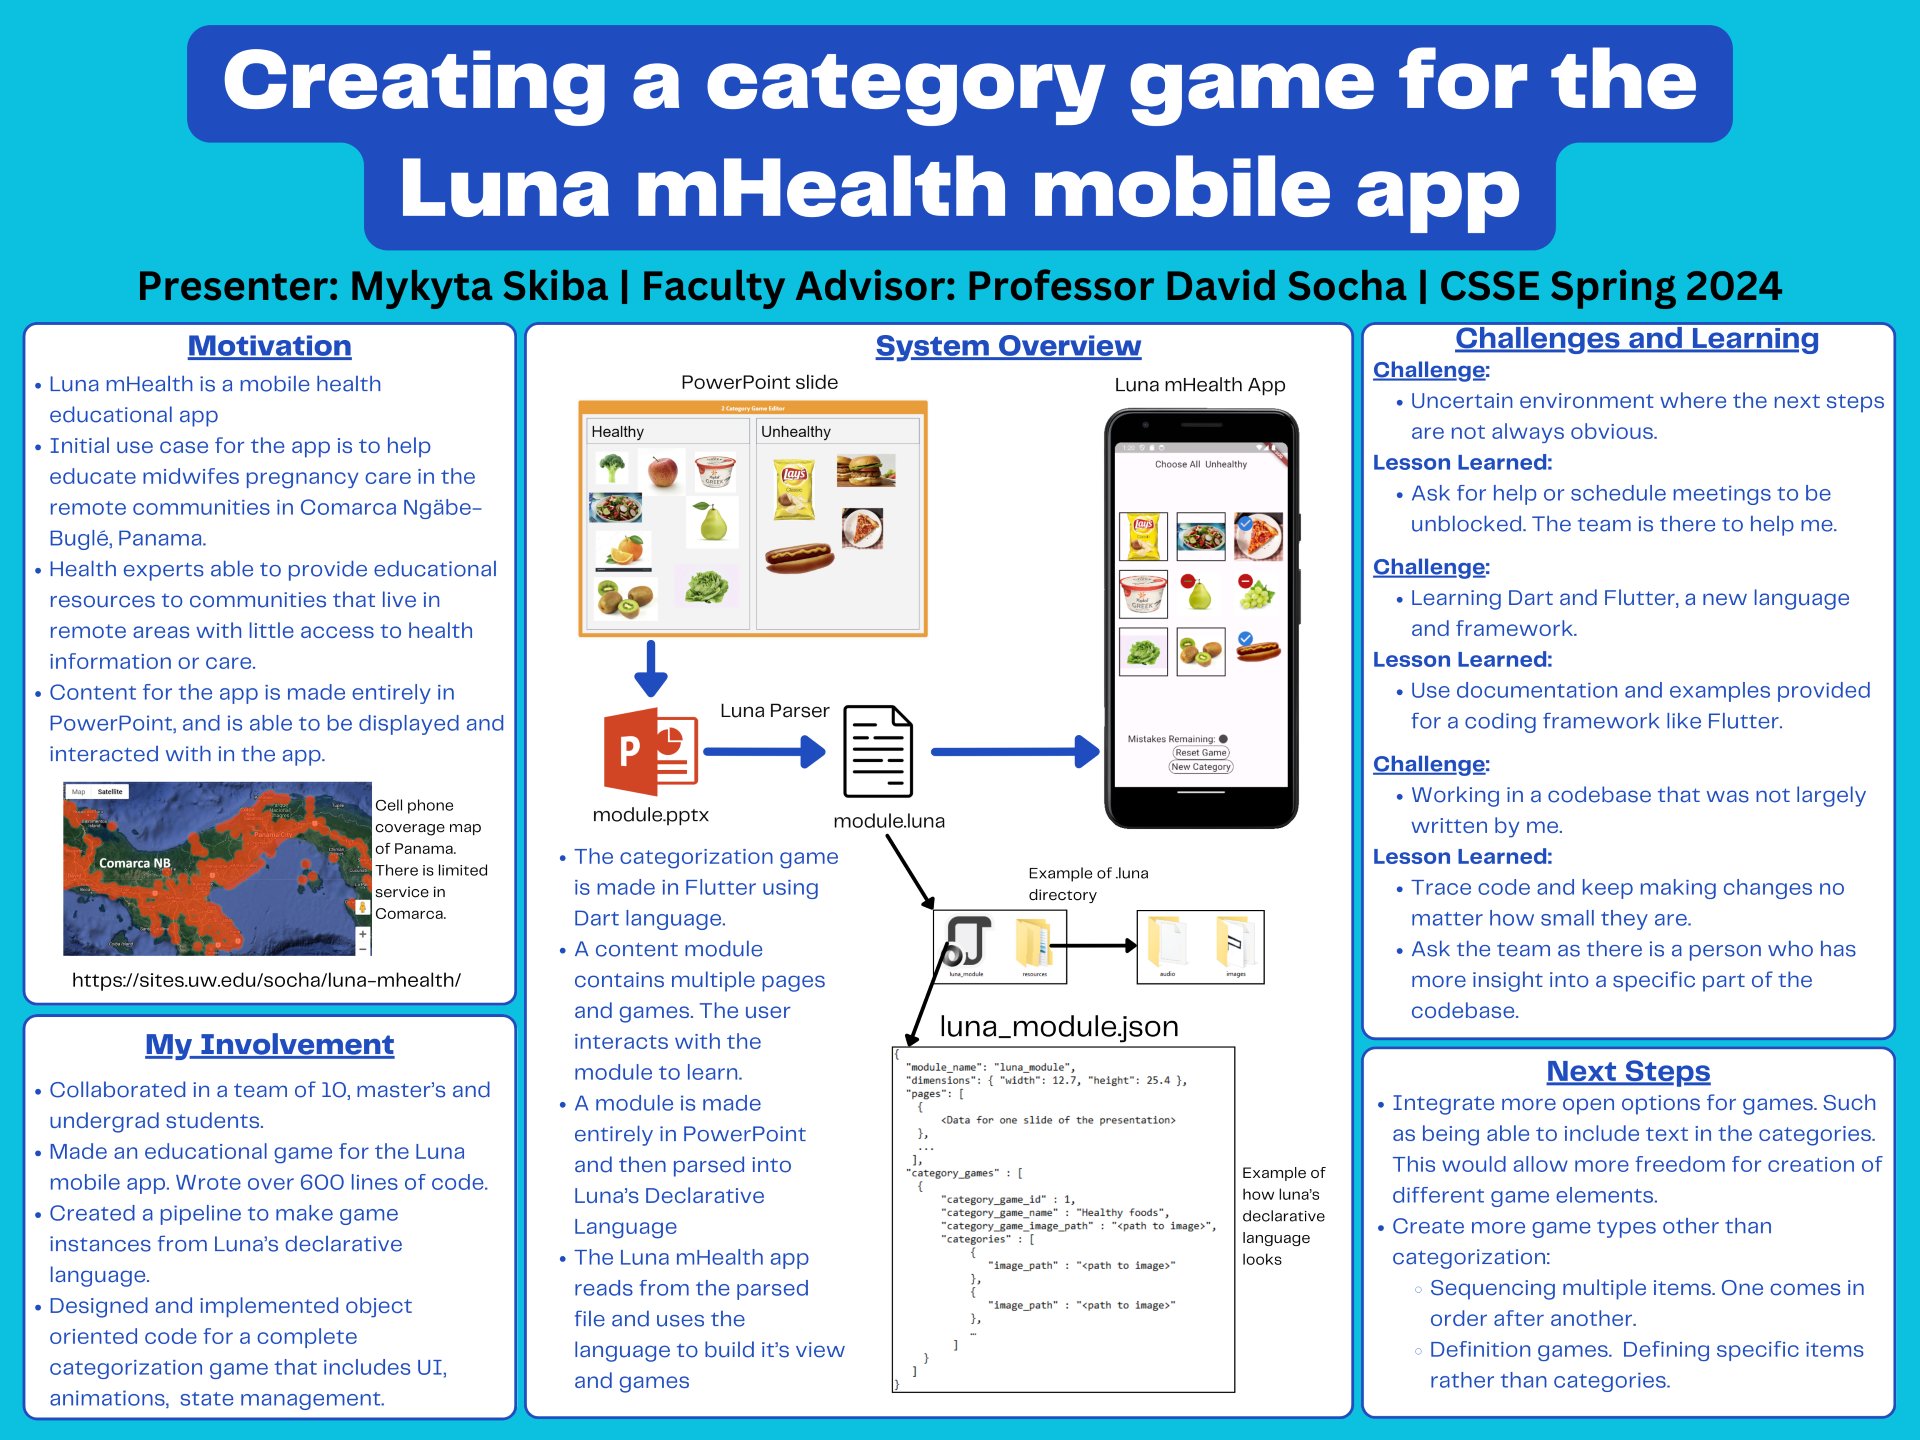 Creating a category game for the
Luna mHealth mobile app
Presenter: Mykyta Skiba | Faculty Advisor: Professor David Socha | CSSE Spring 2024
Motivation
• Luna mHealth is a mobile health
educational app
• Initial use case for the app is to help
educate midwifes pregnancy care in the
remote communities in Comarca Ngäbe-
Buglé, Panama.
• Health experts able to provide educational
resources to communities that live in
remote areas with little access to health
information or care.
• Content for the app is made entirely in
PowerPoint, and is able to be displayed and
interacted with in the app.
Map Satellite
Panama City
Comarca NB
Cell phone
coverage map
of Panama.
There is limited
service in
Comarca.
https://sites.uw.edu/socha/luna-mhealth/
My Involvement
• Collaborated in a team of 10, master's and
undergrad students.
• Made an educational game for the Luna
mobile app. Wrote over 600 lines of code.
• Created a pipeline to make game
instances from Luna's declarative
language.
• Designed and implemented object
oriented code for a complete
categorization game that includes UI,
animations,  state management.
System Overview
PowerPoint slide
2 Category Game Editor
Healthy
Unhealthy
GREEK
Lay's
Classic
Luna Parser
P
module.pptx
module.luna
Luna mHealth App
Choose All Unhealthy
Lay's
GREEK
Mistakes Remaining:
Reset Game
New Category
• The categorization game
is made in Flutter using
Dart language.
• A content module
contains multiple pages
and games. The user
interacts with the
module to learn.
• A module is made
entirely in PowerPoint
and then parsed into
Luna's Declarative
Language
• The Luna mHealth app
reads from the parsed
file and uses the
language to build it's view
and games
Example of .luna
directory
luna_module
resources
audio
images
luna_module.json
{
"module_name": "luna_module",
"dimensions": { "width": 12.7, "height": 25.4 },
"pages": [
{
<Data for one slide of the presentation>
},
...
],
"category_games" : [
{
"category_game_id" : 1,
"category_game_name" : "Healthy foods",
"category_game_image_path" : "<path to image>",
"categories" : [
{
"image_path" : "<path to image>"
},
{
"image_path" : "<path to image>"
},
…
]
}
]
}
Example of
how luna's
declarative
language
looks
Challenges and Learning
Challenge:
• Uncertain environment where the next steps
are not always obvious.
Lesson Learned:
• Ask for help or schedule meetings to be
unblocked. The team is there to help me.
Challenge:
• Learning Dart and Flutter, a new language
and framework.
Lesson Learned:
• Use documentation and examples provided
for a coding framework like Flutter.
Challenge:
• Working in a codebase that was not largely
written by me.
Lesson Learned:
• Trace code and keep making changes no
matter how small they are.
• Ask the team as there is a person who has
more insight into a specific part of the
codebase.
Next Steps
• Integrate more open options for games. Such
as being able to include text in the categories.
This would allow more freedom for creation of
different game elements.
• Create more game types other than
categorization:
◦ Sequencing multiple items. One comes in
order after another.
◦ Definition games.  Defining specific items
rather than categories.